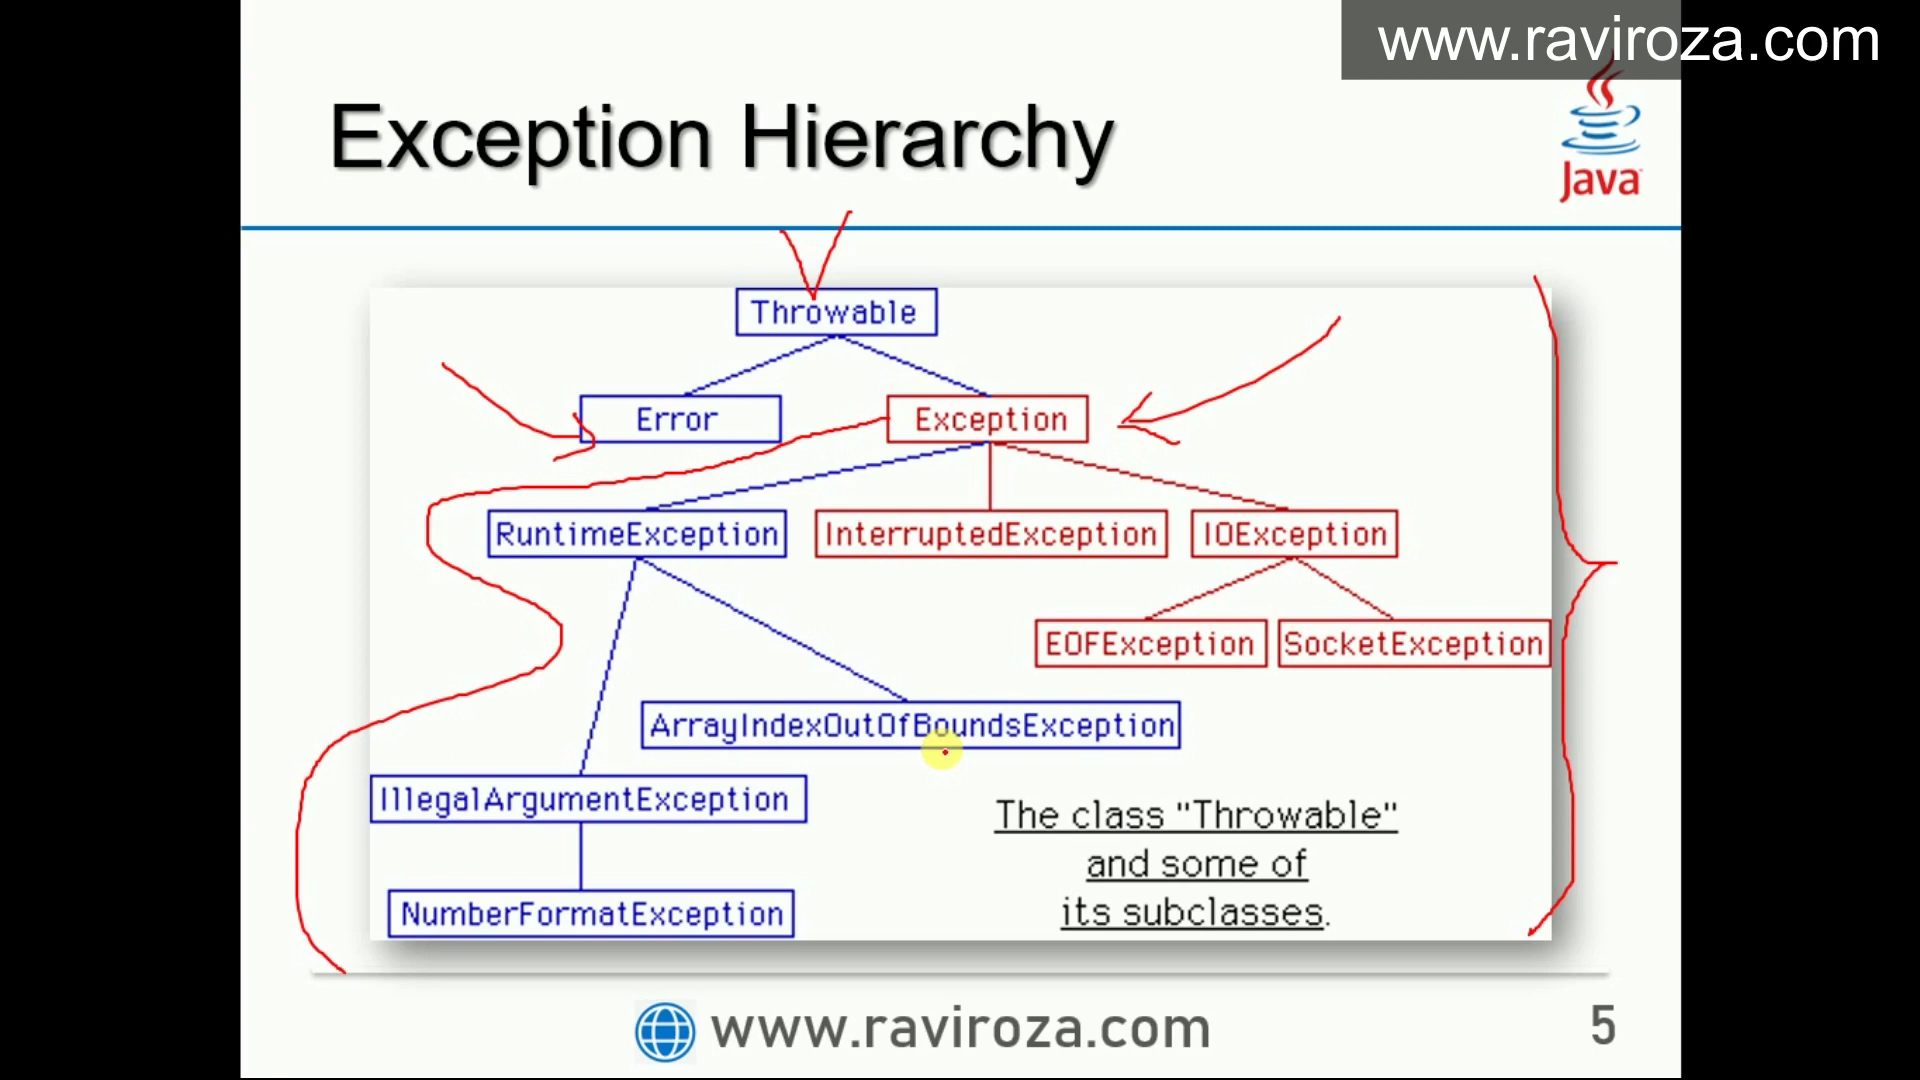 www.raviroza.com
Exception Hierarchy
Java
Throwable
Error
Exception
RuntimeException
InterruptedException
IOException
EOFException
SocketException
ArrayIndexOutOfBoundsException
IllegalArgumentException
The class "Throwable"
and some of
its subclasses.
NumberFormatException
www.raviroza.com
5